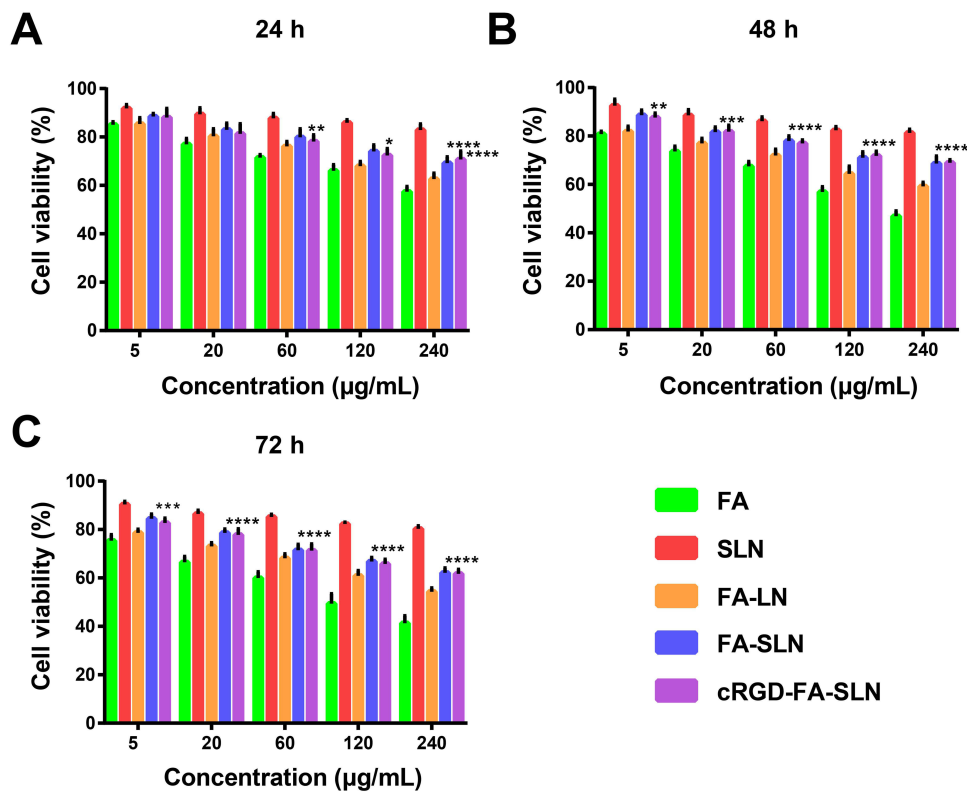 A
24 h
Cell viability (%)
100
80
60
40
20
0
**
*
****
****
5 20 60 120 240
Concentration (μg/mL)
B
48 h
Cell viability (%)
100
80
60
40
20
0
**
***
****
****
****
5 20 60 120 240
Concentration (μg/mL)
C
72 h
Cell viability (%)
100
80
60
40
20
0
***
****
****
****
****
5 20 60 120 240
Concentration (μg/mL)
FA
SLN
FA-LN
FA-SLN
cRGD-FA-SLN